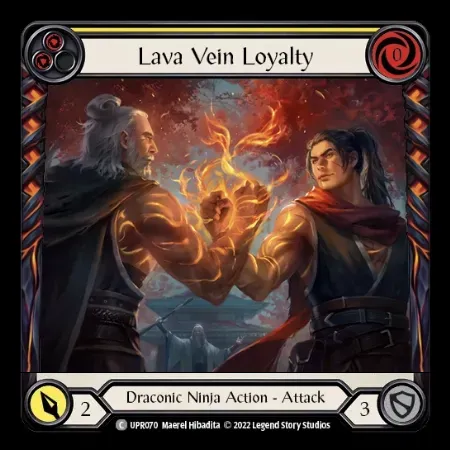 Lava Vein Loyalty
0
2
Draconic Ninja Action - Attack
3
C UPR070 Maerel Hibadita © 2022 Legend Story Studios